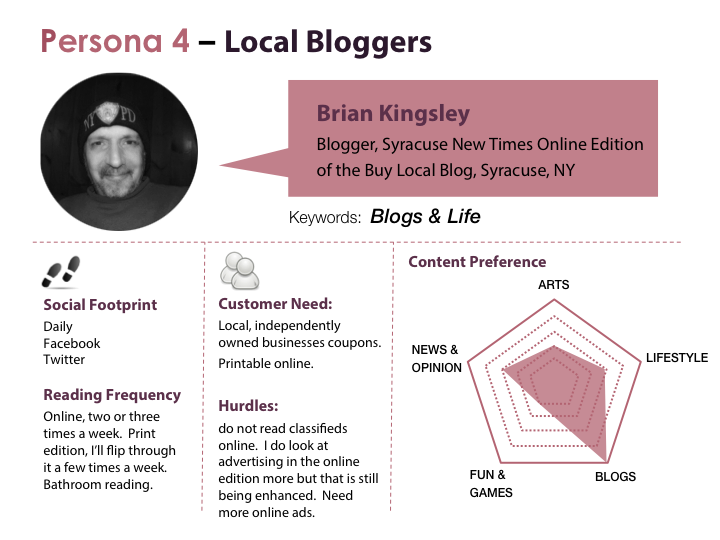 Persona 4 – Local Bloggers
NY PD
Brian Kingsley
Blogger, Syracuse New Times Online Edition
of the Buy Local Blog, Syracuse, NY
Keywords: Blogs & Life
Social Footprint
Daily
Facebook
Twitter
Reading Frequency
Online, two or three
times a week. Print
edition, I'll flip through
it a few times a week.
Bathroom reading.
Customer Need:
Local, independently
owned businesses coupons.
Printable online.
Hurdles:
do not read classifieds
online. I do look at
advertising in the online
edition more but that is still
being enhanced. Need
more online ads.
Content Preference
ARTS
NEWS &
OPINION
LIFESTYLE
FUN &
GAMES
BLOGS